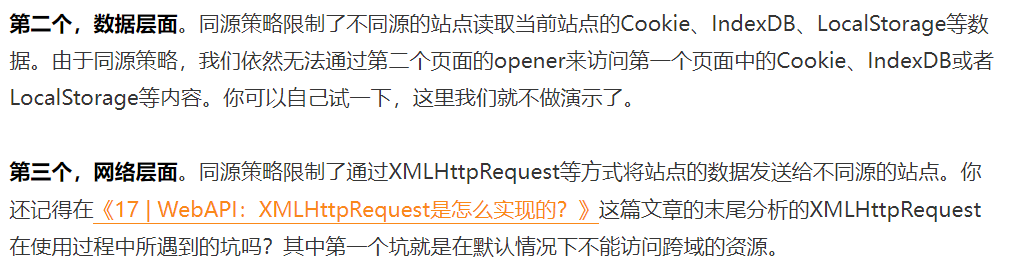 第二个，数据层面。同源策略限制了不同源的站点读取当前站点的Cookie、IndexDB、LocalStorage等数
据。由于同源策略，我们依然无法通过第二个页面的opener来访问第一个页面中的Cookie、IndexDB或者
LocalStorage等内容。你可以自己试一下，这里我们就不做演示了。
第三个，网络层面。同源策略限制了通过XMLHttpRequest等方式将站点的数据发送给不同源的站点。你
还记得在《17 | WebAPI：XMLHttpRequest是怎么实现的？》这篇文章的末尾分析的XMLHttpRequest
在使用过程中所遇到的坑吗？其中第一个坑就是在默认情况下不能访问跨域的资源。